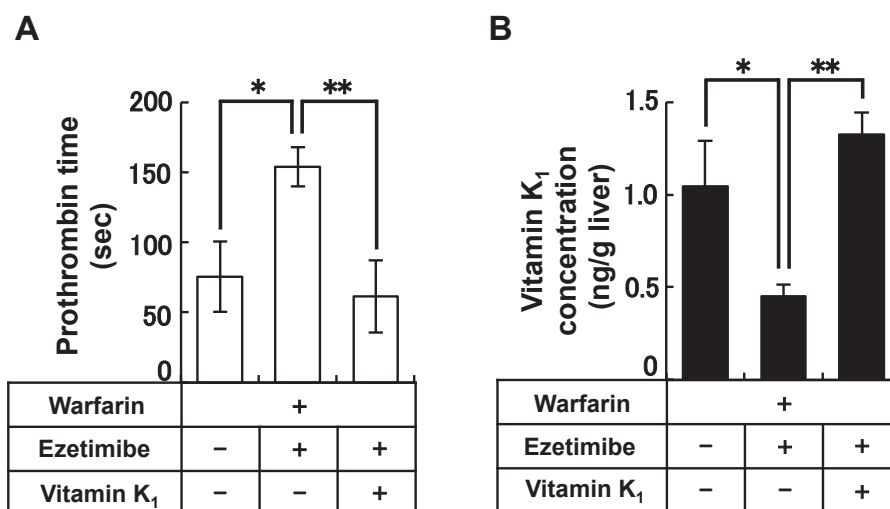 A
* **
Prothrombin time
(sec)
200
150
100
50
0
Warfarin +
Ezetimibe − + +
Vitamin K₁ − − +
B
* **
Vitamin K₁
concentration
(ng/g liver)
1.5
1.0
0.5
0
Warfarin +
Ezetimibe − + +
Vitamin K₁ − − +